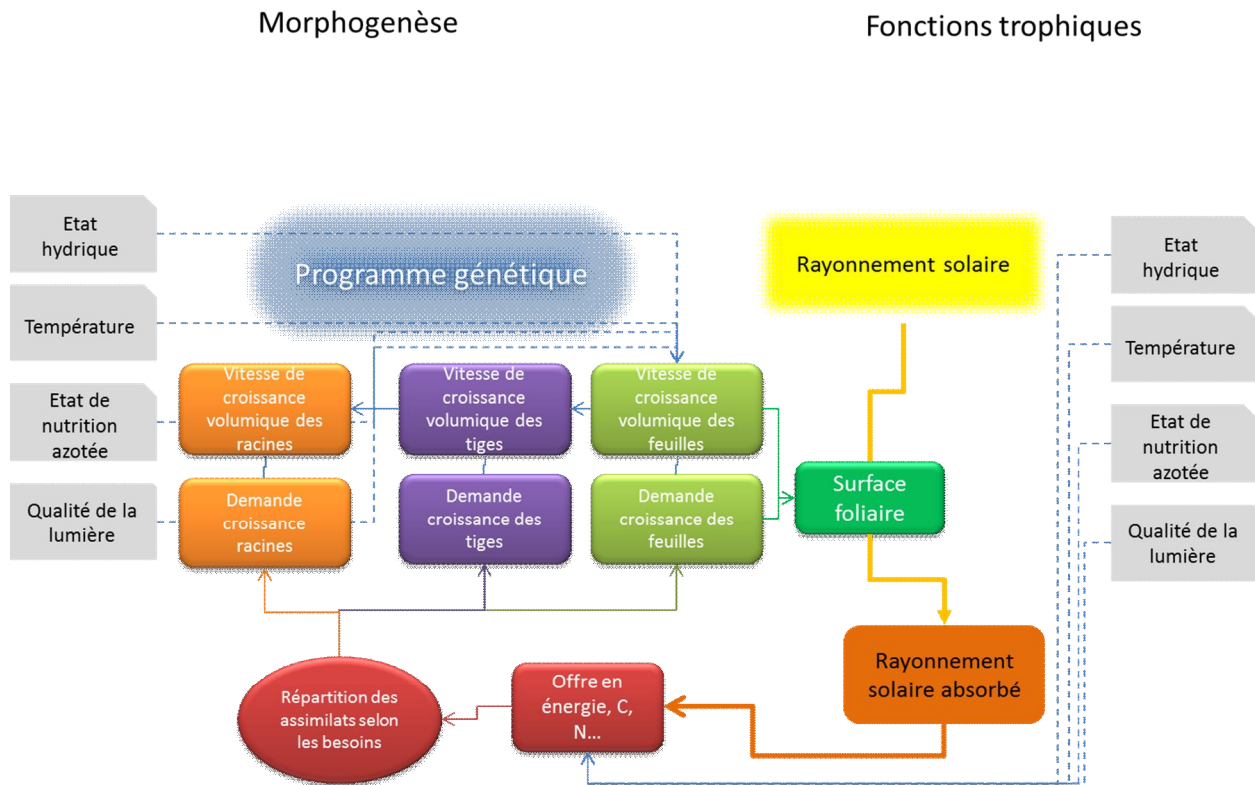 Morphogenèse
Fonctions trophiques
Etat
hydrique
Température
Etat de
nutrition
azotée
Qualité de la
lumière
Programme génétique
Rayonnement solaire
Vitesse de
croissance
volumique des
racines
Vitesse de
croissance
volumique des
tiges
Vitesse de
croissance
volumique des
feuilles
Demande
croissance
racines
Demande
croissance des
tiges
Demande
croissance des
feuilles
Surface
foliaire
Etat
hydrique
Température
Etat de
nutrition
azotée
Qualité de la
lumière
Répartition des
assimilats selon
les besoins
Offre en
énergie, C,
N...
Rayonnement
solaire absorbé